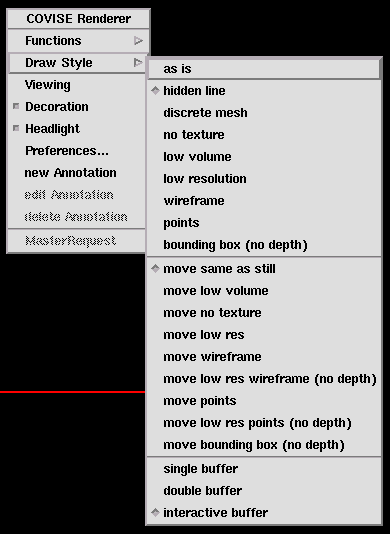 COVISE Renderer
Functions
Draw Style
Viewing
Decoration
Headlight
Preferences...
new Annotation
edit Annotation
delete Annotation
MasterRequest
as is
hidden line
discrete mesh
no texture
low volume
low resolution
wireframe
points
bounding box (no depth)
move same as still
move low volume
move no texture
move low res
move wireframe
move low res wireframe (no depth)
move points
move low res points (no depth)
move bounding box (no depth)
single buffer
double buffer
interactive buffer